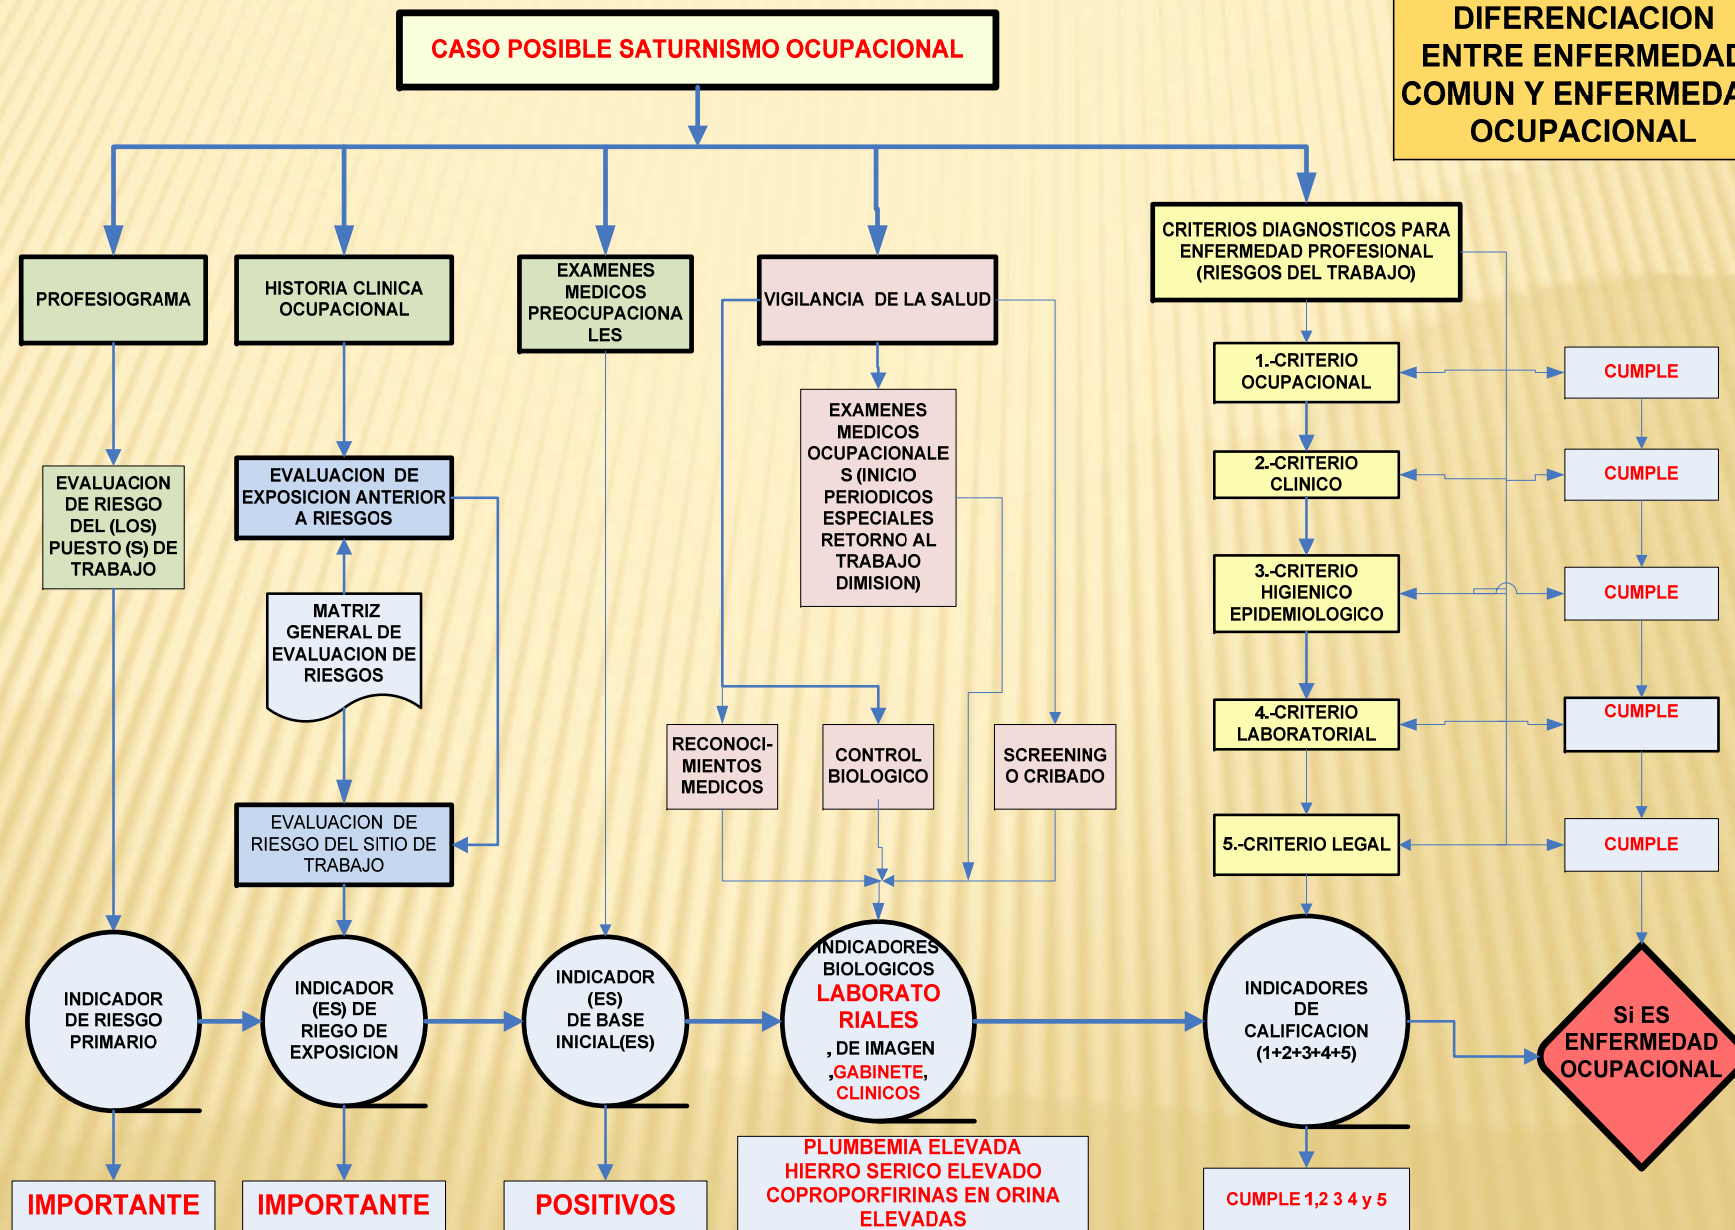 DIFERENCIACION
ENTRE ENFERMEDAD
COMUN Y ENFERMEDA
OCUPACIONAL
CASO POSIBLE SATURNISMO OCUPACIONAL
PROFESIOGRAMA
HISTORIA CLINICA
OCUPACIONAL
EXAMENES
MEDICOS
PREOCUPACIONA
LES
VIGILANCIA DE LA SALUD
CRITERIOS DIAGNOSTICOS PARA
ENFERMEDAD PROFESIONAL
(RIESGOS DEL TRABAJO)
EVALUACION
DE RIESGO
DEL (LOS)
PUESTO (S) DE
TRABAJO
EVALUACION DE
EXPOSICION ANTERIOR
A RIESGOS
MATRIZ
GENERAL DE
EVALUACION DE
RIESGOS
EVALUACION DE
RIESGO DEL SITIO DE
TRABAJO
EXAMENES
MEDICOS
OCUPACIONALE
S (INICIO
PERIODICOS
ESPECIALES
RETORNO AL
TRABAJO
DIMISION)
RECONOCI-
MIENTOS
MEDICOS
CONTROL
BIOLOGICO
SCREENING
O CRIBADO
1.-CRITERIO
OCUPACIONAL
CUMPLE
2.-CRITERIO
CLINICO
CUMPLE
3.-CRITERIO
HIGIENICO
EPIDEMIOLOGICO
CUMPLE
4.-CRITERIO
LABORATORIAL
CUMPLE
5.-CRITERIO LEGAL
CUMPLE
INDICADOR
DE RIESGO
PRIMARIO
INDICADOR
(ES) DE
RIEGO DE
EXPOSICION
INDICADOR
(ES)
DE BASE
INICIAL(ES)
INDICADORES
BIOLOGICOS
LABORATO
RIALES
, DE IMAGEN
,GABINETE,
CLINICOS
INDICADORES
DE
CALIFICACION
(1+2+3+4+5)
Si ES
ENFERMEDAD
OCUPACIONAL
IMPORTANTE
IMPORTANTE
POSITIVOS
PLUMBEMIA ELEVADA
HIERRO SERICO ELEVADO
COPROPORFIRINAS EN ORINA
ELEVADAS
CUMPLE 1,2 3 4 y 5